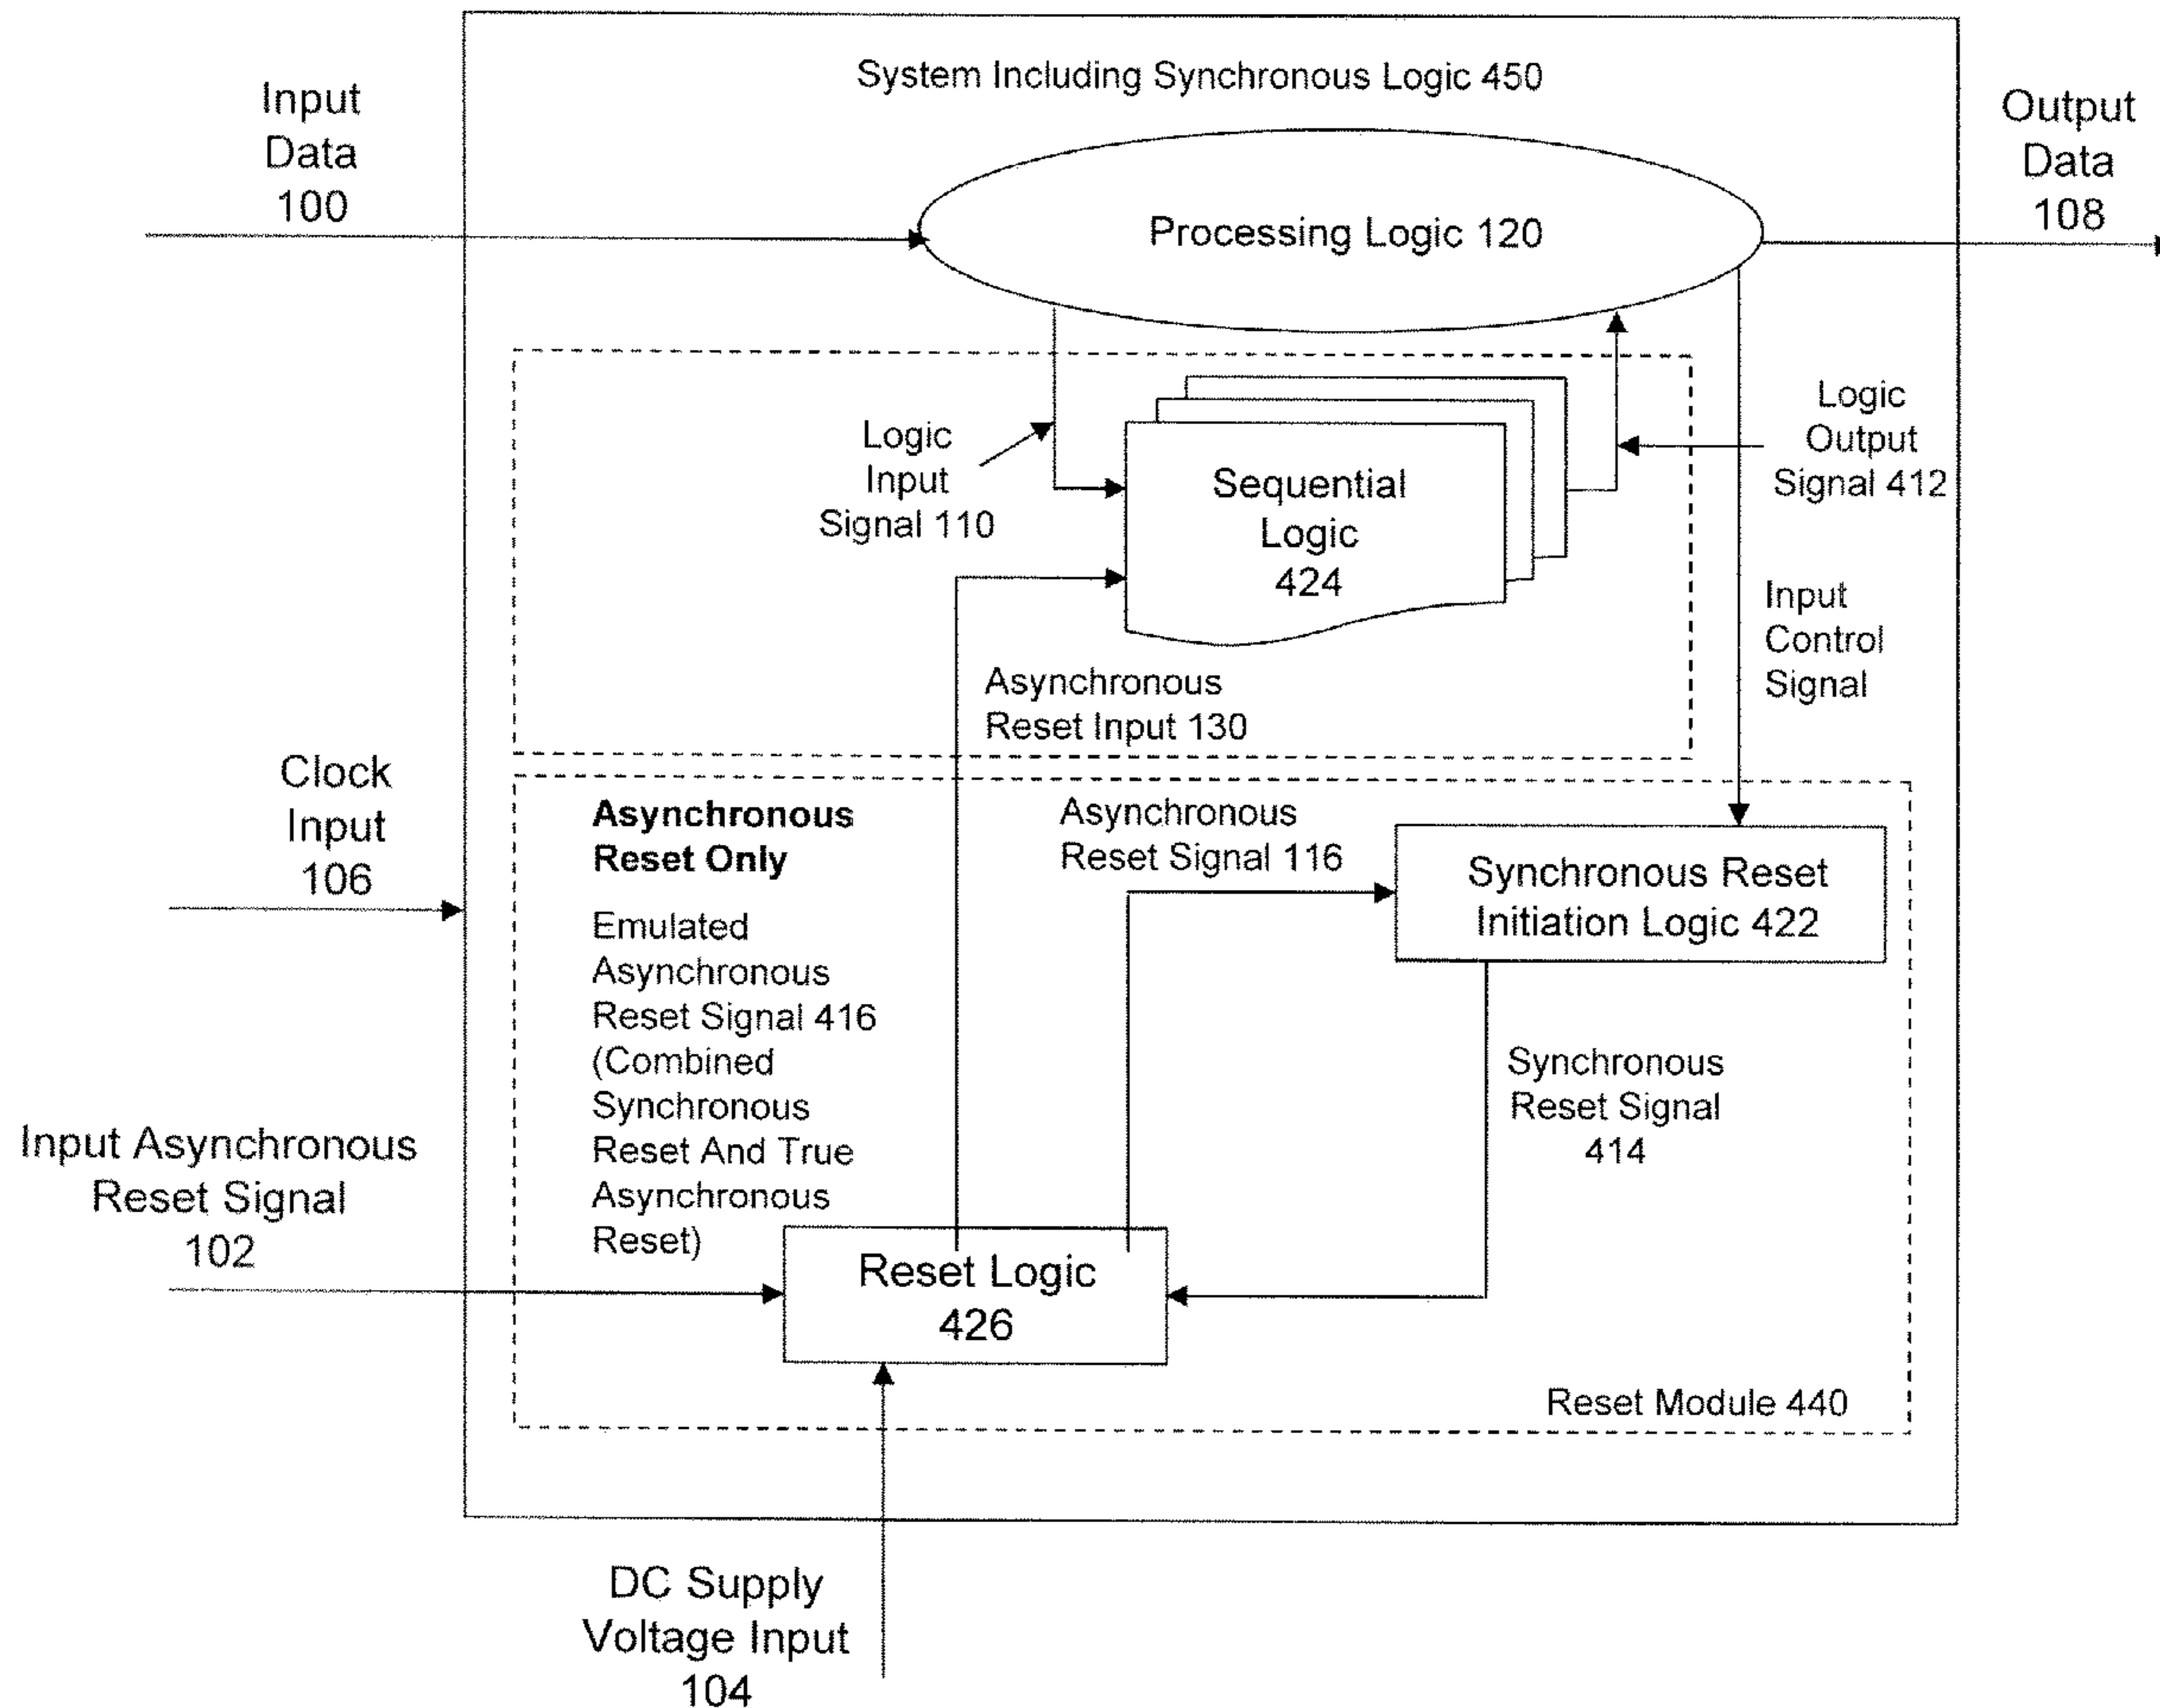 System Including Synchronous Logic 450
Input
Data
100
Output
Data
108
Processing Logic 120
Logic
Input
Signal 110
Sequential
Logic
424
Logic
Output
Signal 412
Input
Control
Signal
Asynchronous
Reset Input 130
Clock
Input
106
Asynchronous
Reset Only
Emulated
Asynchronous
Reset Signal 416
(Combined
Synchronous
Reset And True
Asynchronous
Reset)
Asynchronous
Reset Signal 116
Synchronous Reset
Initiation Logic 422
Synchronous
Reset Signal
414
Input Asynchronous
Reset Signal
102
Reset Logic
426
Reset Module 440
DC Supply
Voltage Input
104